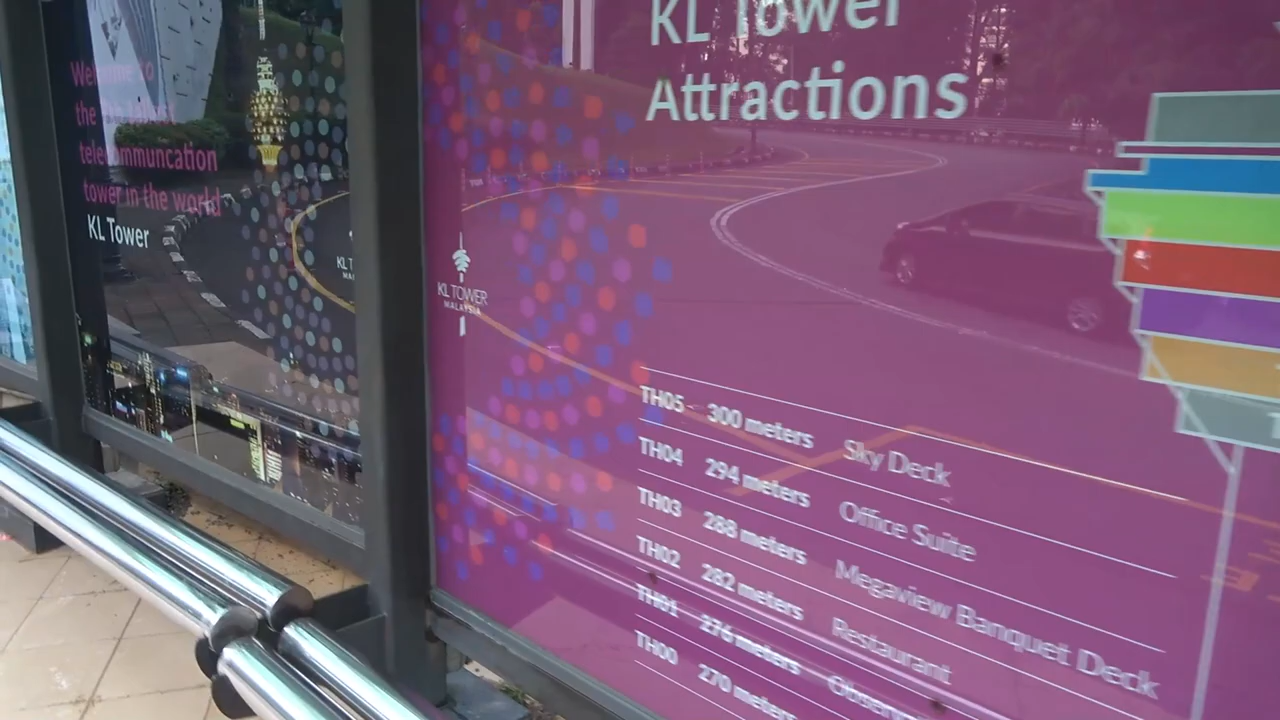 Welcome to
the
tallest
telecommuncation
tower in the world
KL Tower
KL TOWER
MALAYSIA
KL Tower
Attractions
TH05 300 meters Sky Deck
TH04 294 meters Office Suite
TH03 288 meters Megaview Banquet Deck
TH02 282 meters Restaurant
TH01 276 meters
TH00 270 meters